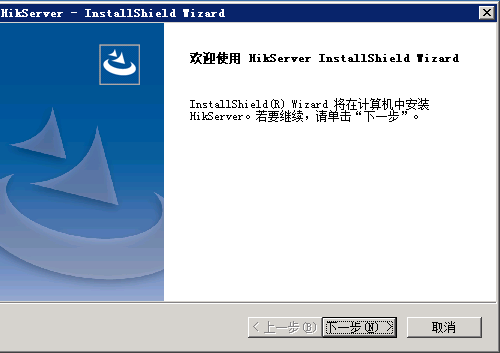 HikServer - InstallShield Wizard
欢迎使用 HikServer InstallShield Wizard
InstallShield(R) Wizard 将在计算机中安装
HikServer。若要继续，请单击“下一步”。
< 上一步(B) 下一步(N) > 取消